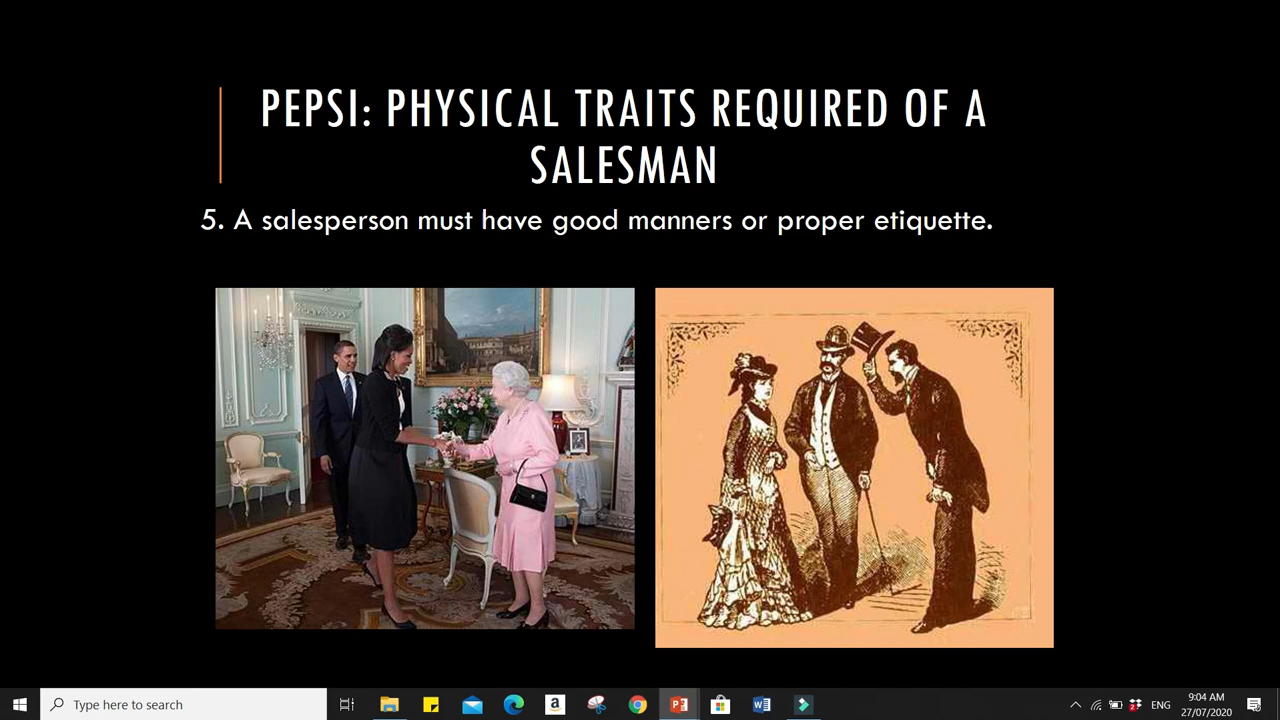 PEPSI: PHYSICAL TRAITS REQUIRED OF A
SALESMAN
5. A salesperson must have good manners or proper etiquette.
Type here to search
ENG
9:04 AM
27/07/2020